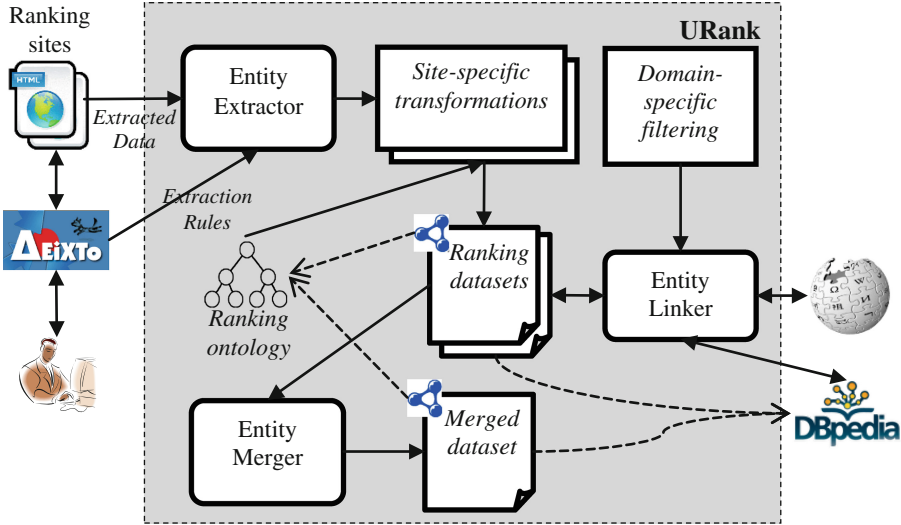 Ranking
sites
URank
HTML
Entity
Extractor
Site-specific
transformations
Domain-
specific
filtering
Extracted
Data
Extraction
Rules
ΔEiXTo
Ranking
datasets
Entity
Linker
Ranking
ontology
Entity
Merger
Merged
dataset
DBpedia